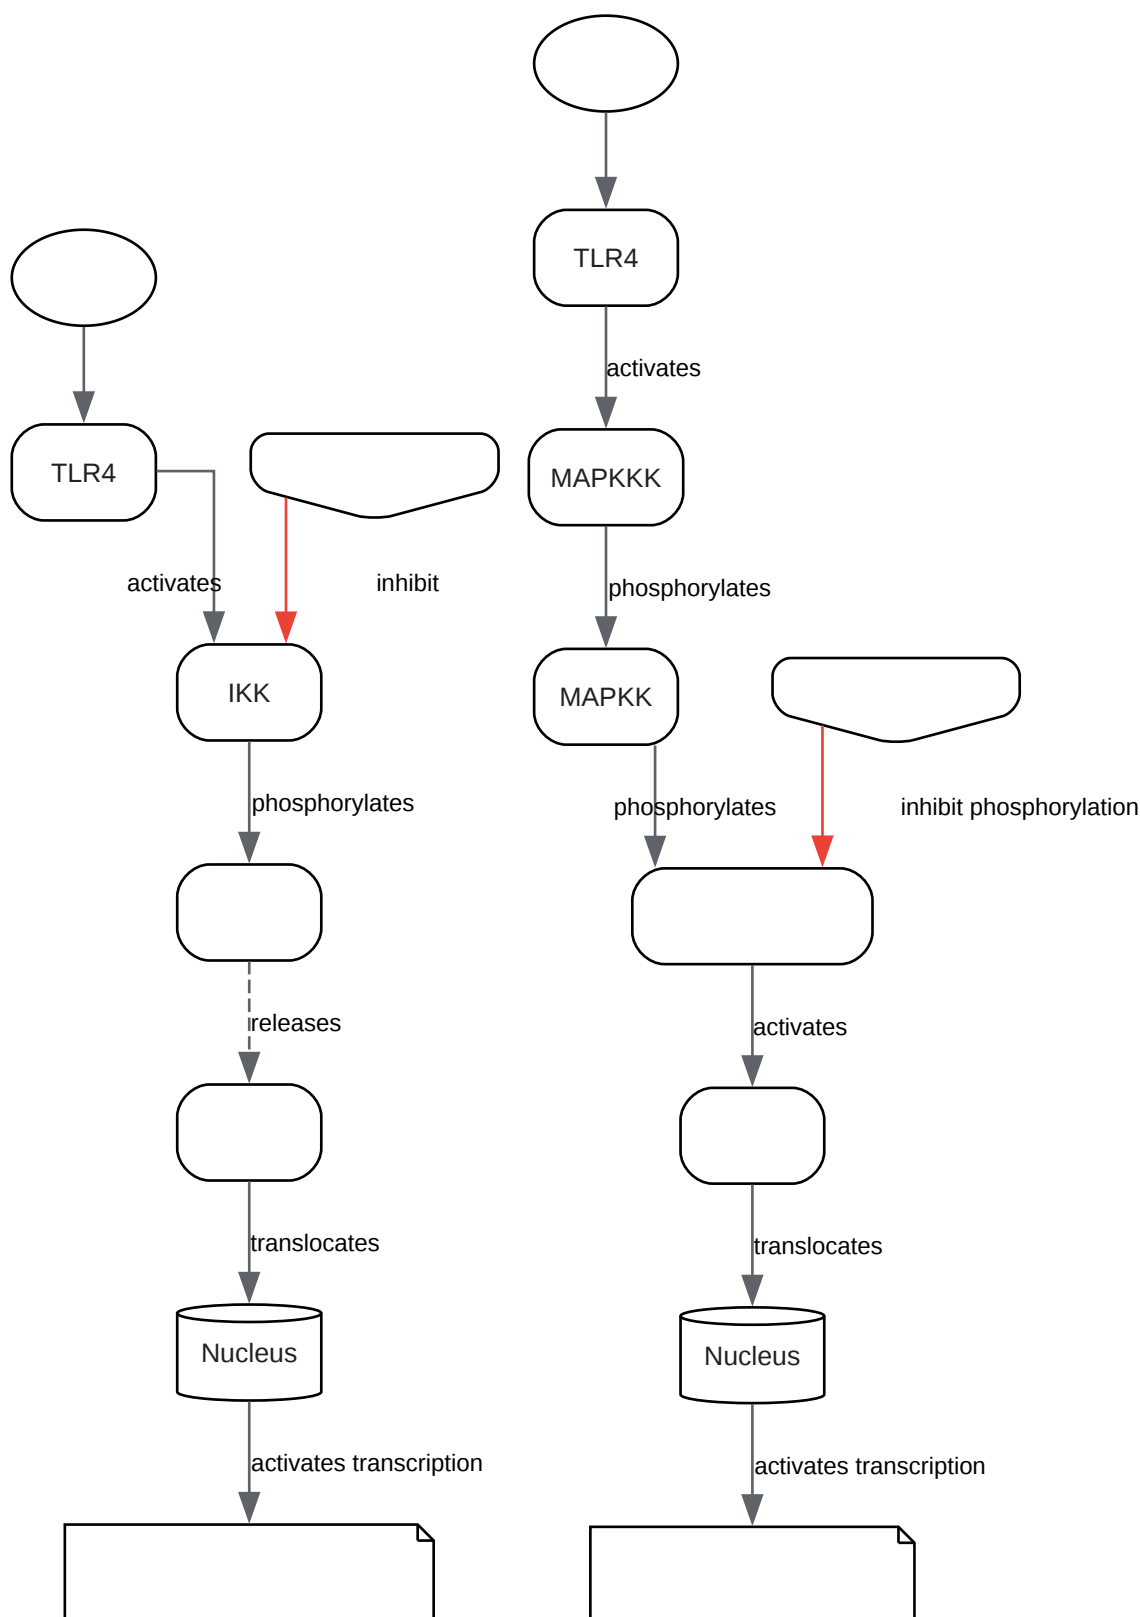 TLR4
activates
MAPKKK
phosphorylates
MAPKK
phosphorylates
inhibit phosphorylation
activates
translocates
Nucleus
activates transcription
TLR4
activates
inhibit
IKK
phosphorylates
releases
translocates
Nucleus
activates transcription